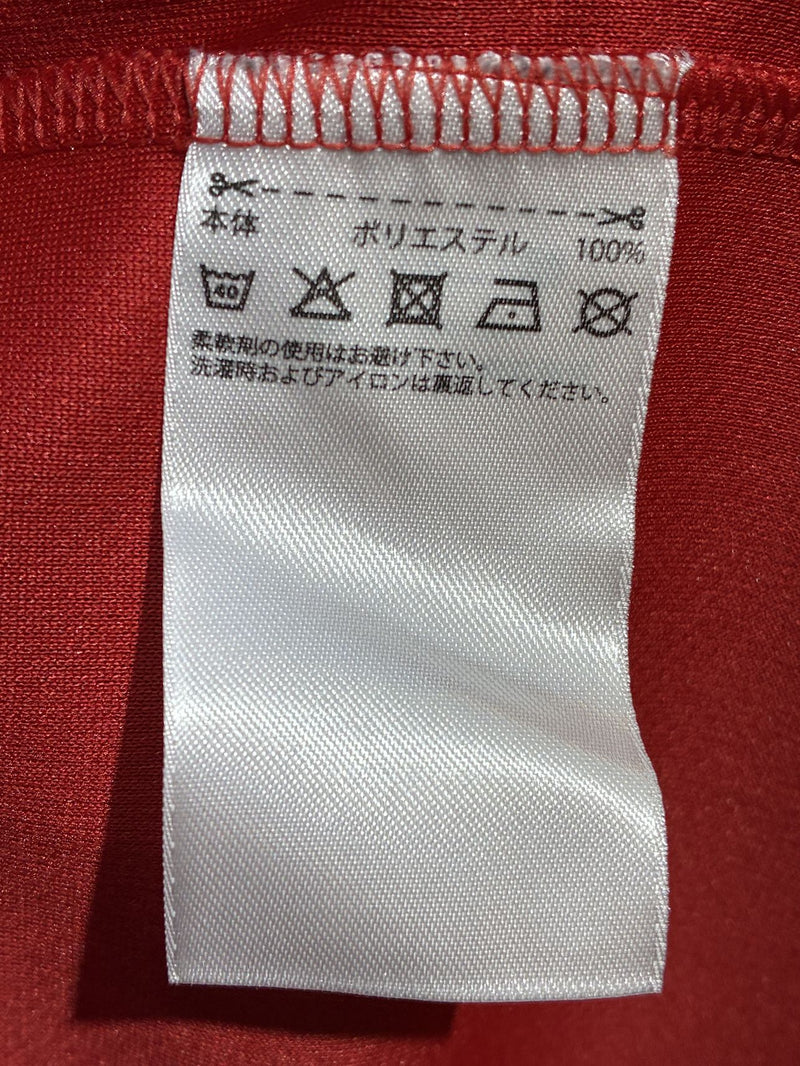 本体 ポリエステル 100%
40
柔軟剤の使用はお避け下さい。
洗濯時およびアイロンは裏返してください。